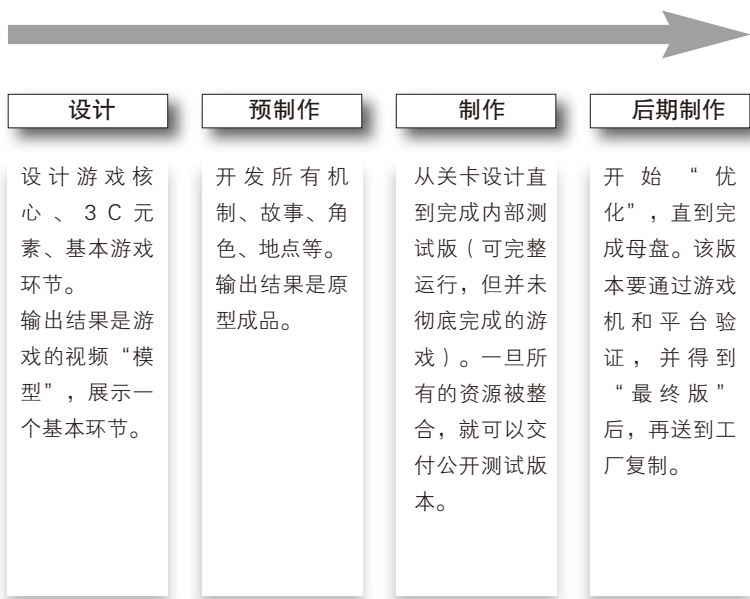 设计
设计游戏核
心、3C元
素、基本游戏
环节。
输出结果是游
戏的视频“模
型”，展示一
个基本环节。
预制作
开发所有机
制、故事、角
色、地点等。
输出结果是原
型成品。
制作
从关卡设计直
到完成内部测
试版（可完整
运行，但并未
彻底完成的游
戏）。一旦所
有的资源被整
合，就可以交
付公开测试版
本。
后期制作
开始“优
化”，直到完
成母盘。该版
本要通过游戏
机和平台验
证，并得到
“最终版”
后，再送到工
厂复制。